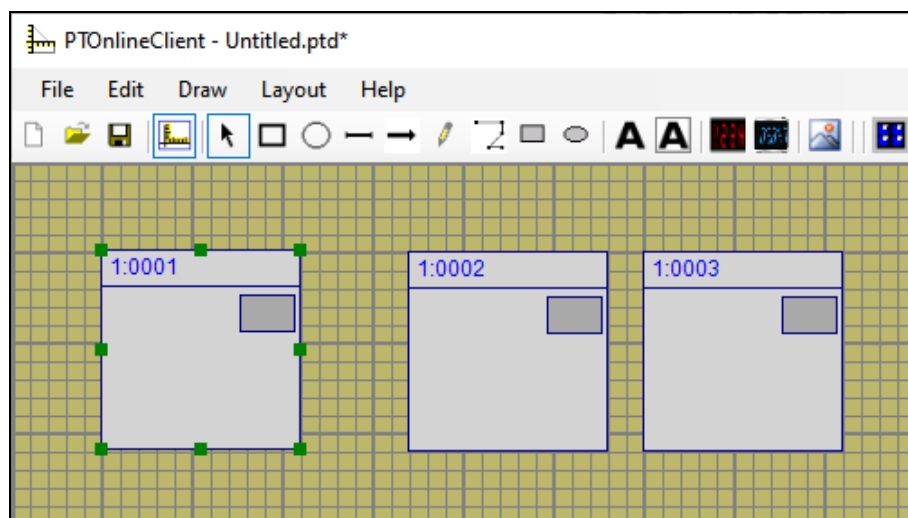 PTOnlineClient - Untitled.ptd*
File Edit Draw Layout Help
A A
1:0001
1:0002
1:0003